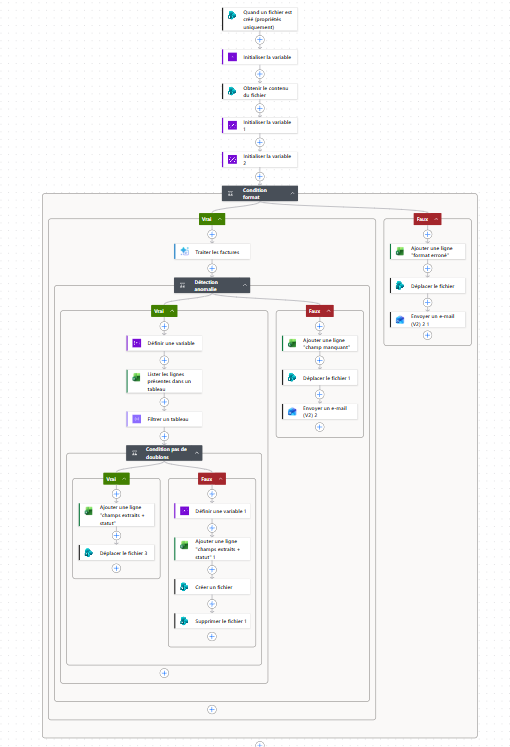 Quand un fichier est
créé (propriétés
uniquement)
Initialiser la variable
Obtenir le contenu
du fichier
Initialiser la variable
1
Initialiser la variable
2
Condition
format
Vrai
Faux
Traiter les factures
Ajouter une ligne
"format erroné"
Détection
anomalie
Déplacer le fichier
Vrai
Faux
Envoyer un e-mail
(V2) 2 1
Définir une variable
Ajouter une ligne
"champ manquant"
Lister les lignes
présentes dans un
tableau
Déplacer le fichier 1
Filtrer un tableau
Envoyer un e-mail
(V2) 2
Condition pas de
doublons
Vrai
Faux
Ajouter une ligne
"champs extraits +
statut"
Définir une variable 1
Déplacer le fichier 3
Ajouter une ligne
"champs extraits +
statut" 1
Créer un fichier
Supprimer le fichier 1